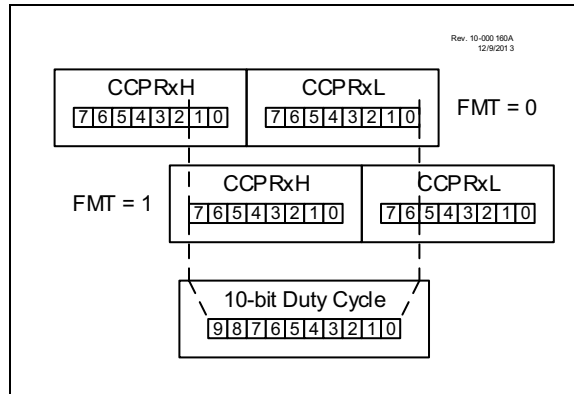 Rev. 10-000 160A
12/9/2013
CCPRxH
CCPRxL
7 6 5 4 3 2 1 0
7 6 5 4 3 2 1 0
FMT = 0
CCPRxH
CCPRxL
FMT = 1
7 6 5 4 3 2 1 0
7 6 5 4 3 2 1 0
10-bit Duty Cycle
9 8 7 6 5 4 3 2 1 0